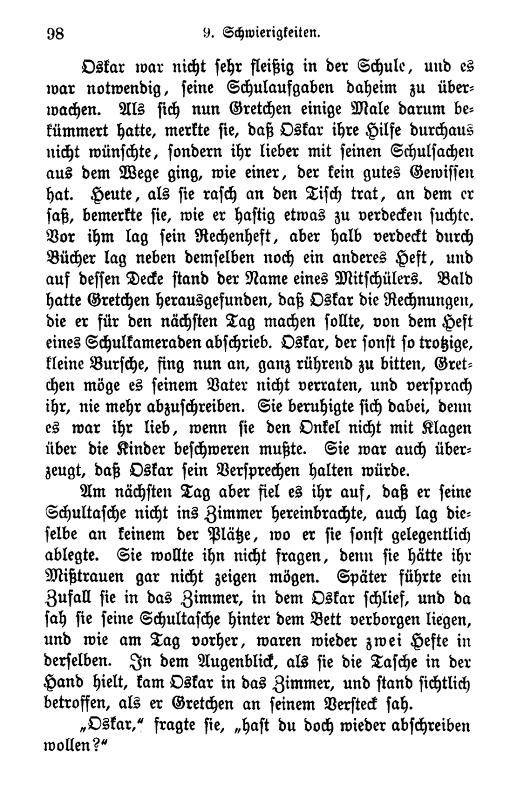 98
9. Schwierigkeiten.
Oskar war nicht sehr fleißig in der Schule, und es
war notwendig, seine Schulaufgaben daheim zu über-
wachen. Als sich nun Gretchen einige Male darum be-
kümmert hatte, merkte sie, daß Oskar ihre Hilfe durchaus
nicht wünschte, sondern ihr lieber mit seinen Schulsachen
aus dem Wege ging, wie einer, der kein gutes Gewissen
hat. Heute, als sie rasch an den Tisch trat, an dem er
saß, bemerkte sie, wie er hastig etwas zu verdecken suchte.
Vor ihm lag sein Rechenheft, aber halb verdeckt durch
Bücher lag neben demselben noch ein anderes Heft, und
auf dessen Decke stand der Name eines Mitschülers. Bald
hatte Gretchen herausgefunden, daß Oskar die Rechnungen,
die er für den nächsten Tag machen sollte, von dem Heft
eines Schulkameraden abschrieb. Oskar, der sonst so trotzige,
kleine Bursche, fing nun an, ganz rührend zu bitten, Gret-
chen möge es seinem Vater nicht verraten, und versprach
ihr, nie mehr abzuschreiben. Sie beruhigte sich dabei, denn
es war ihr lieb, wenn sie den Onkel nicht mit Klagen
über die Kinder beschweren mußte. Sie war auch über-
zeugt, daß Oskar sein Versprechen halten würde.
Am nächsten Tag aber fiel es ihr auf, daß er seine
Schultasche nicht ins Zimmer hereinbrachte, auch lag die-
selbe an keinem der Plätze, wo er sie sonst gelegentlich
ablegte. Sie wollte ihn nicht fragen, denn sie hätte ihr
Mißtrauen gar nicht zeigen mögen. Später führte ein
Zufall sie in das Zimmer, in dem Oskar schlief, und da
sah sie seine Schultasche hinter dem Bett verborgen liegen,
und wie am Tag vorher, waren wieder zwei Hefte in
derselben. In dem Augenblick, als sie die Tasche in der
Hand hielt, kam Oskar in das Zimmer, und stand sichtlich
betroffen, als er Gretchen an seinem Versteck sah.
„Oskar,“ fragte sie, „hast du doch wieder abschreiben
wollen?“